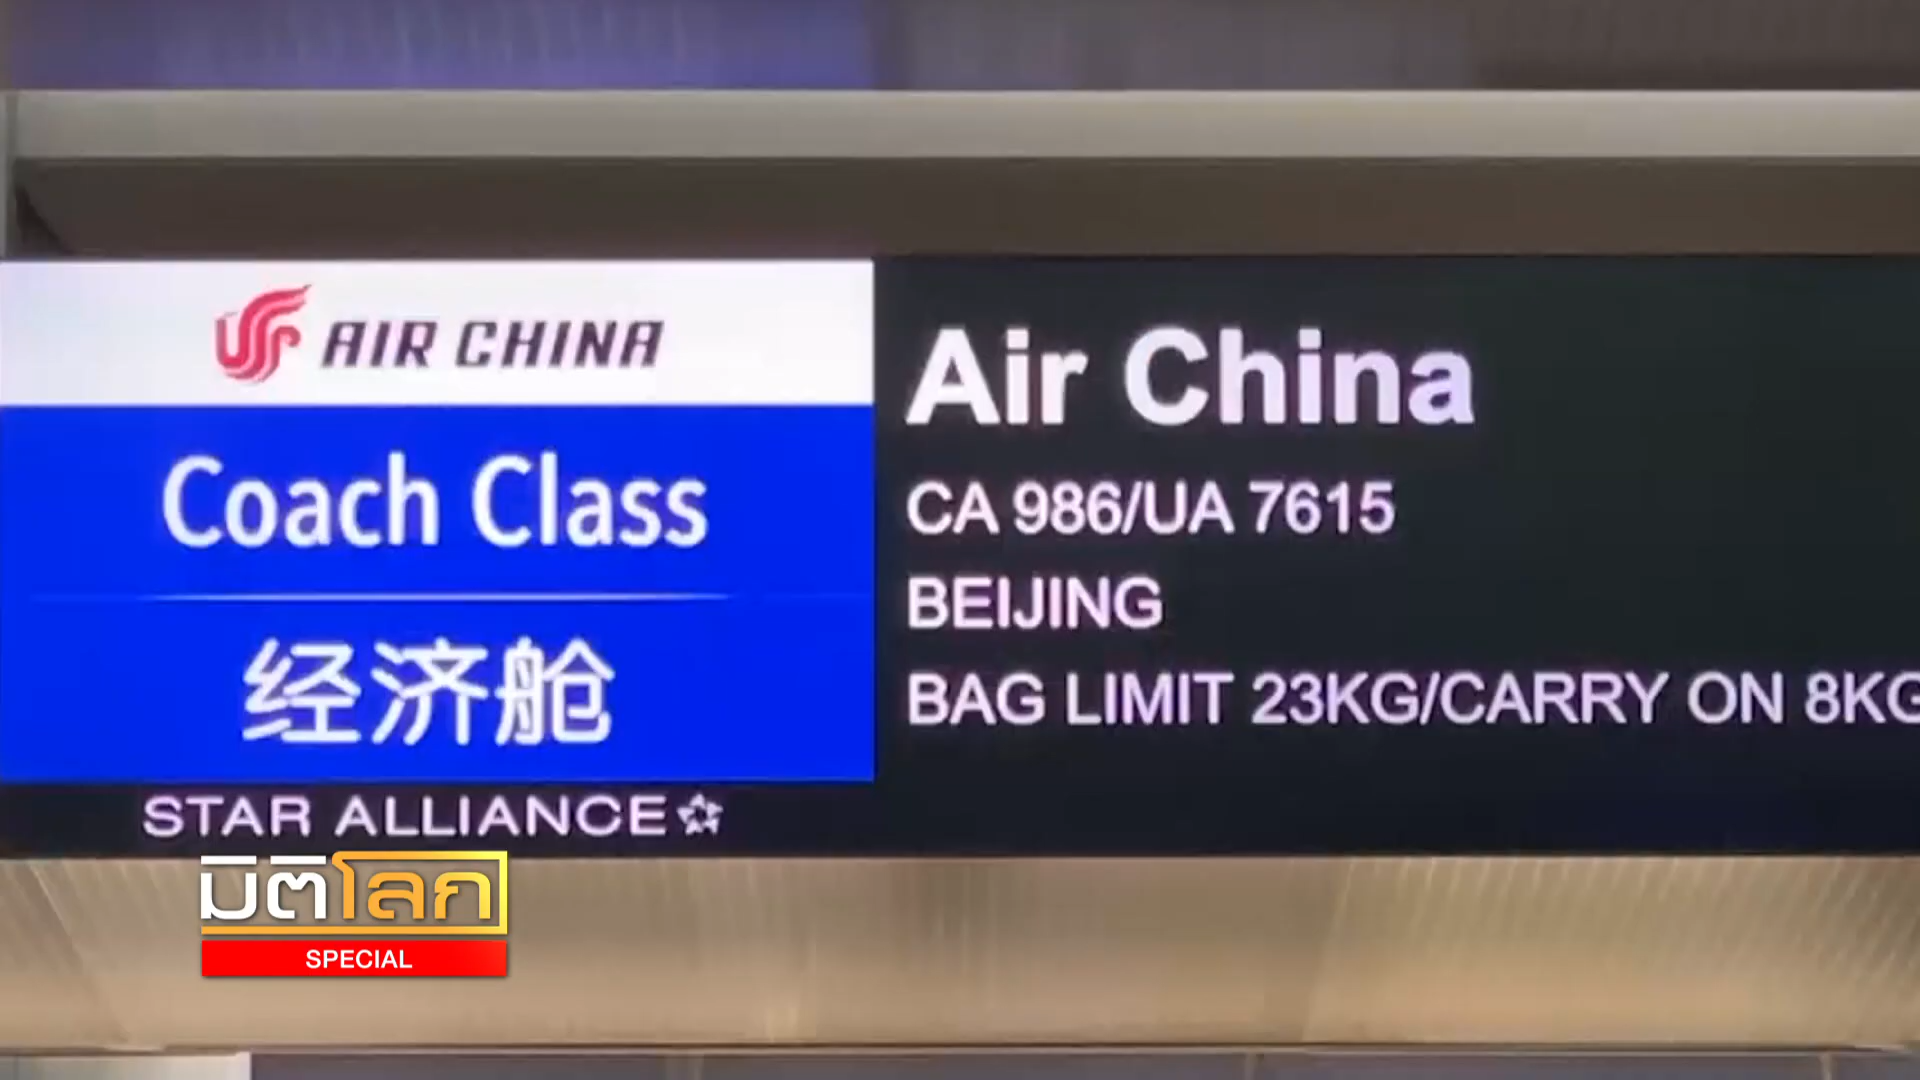 AIR CHINA
Coach Class
经济舱
STAR ALLIANCE
Air China
CA 986/UA 7615
BEIJING
BAG LIMIT 23KG/CARRY ON 8KG
มิติโลก
SPECIAL